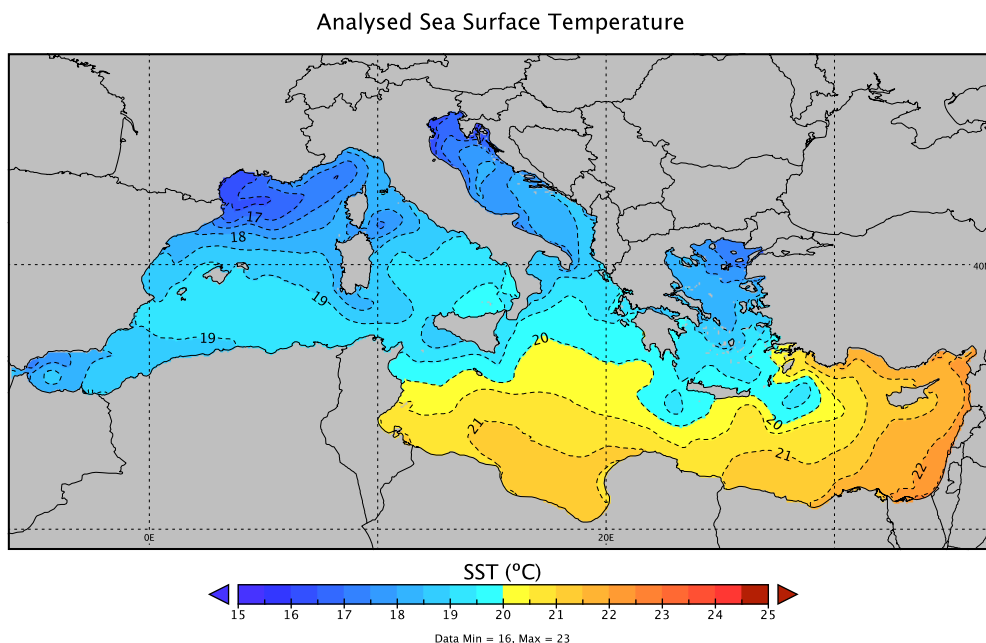 Analysed Sea Surface Temperature
17
18
19
19
20
21
20
21
22
40N
0E
20E
SST (ºC)
15 16 17 18 19 20 21 22 23 24 25
Data Min = 16, Max = 23